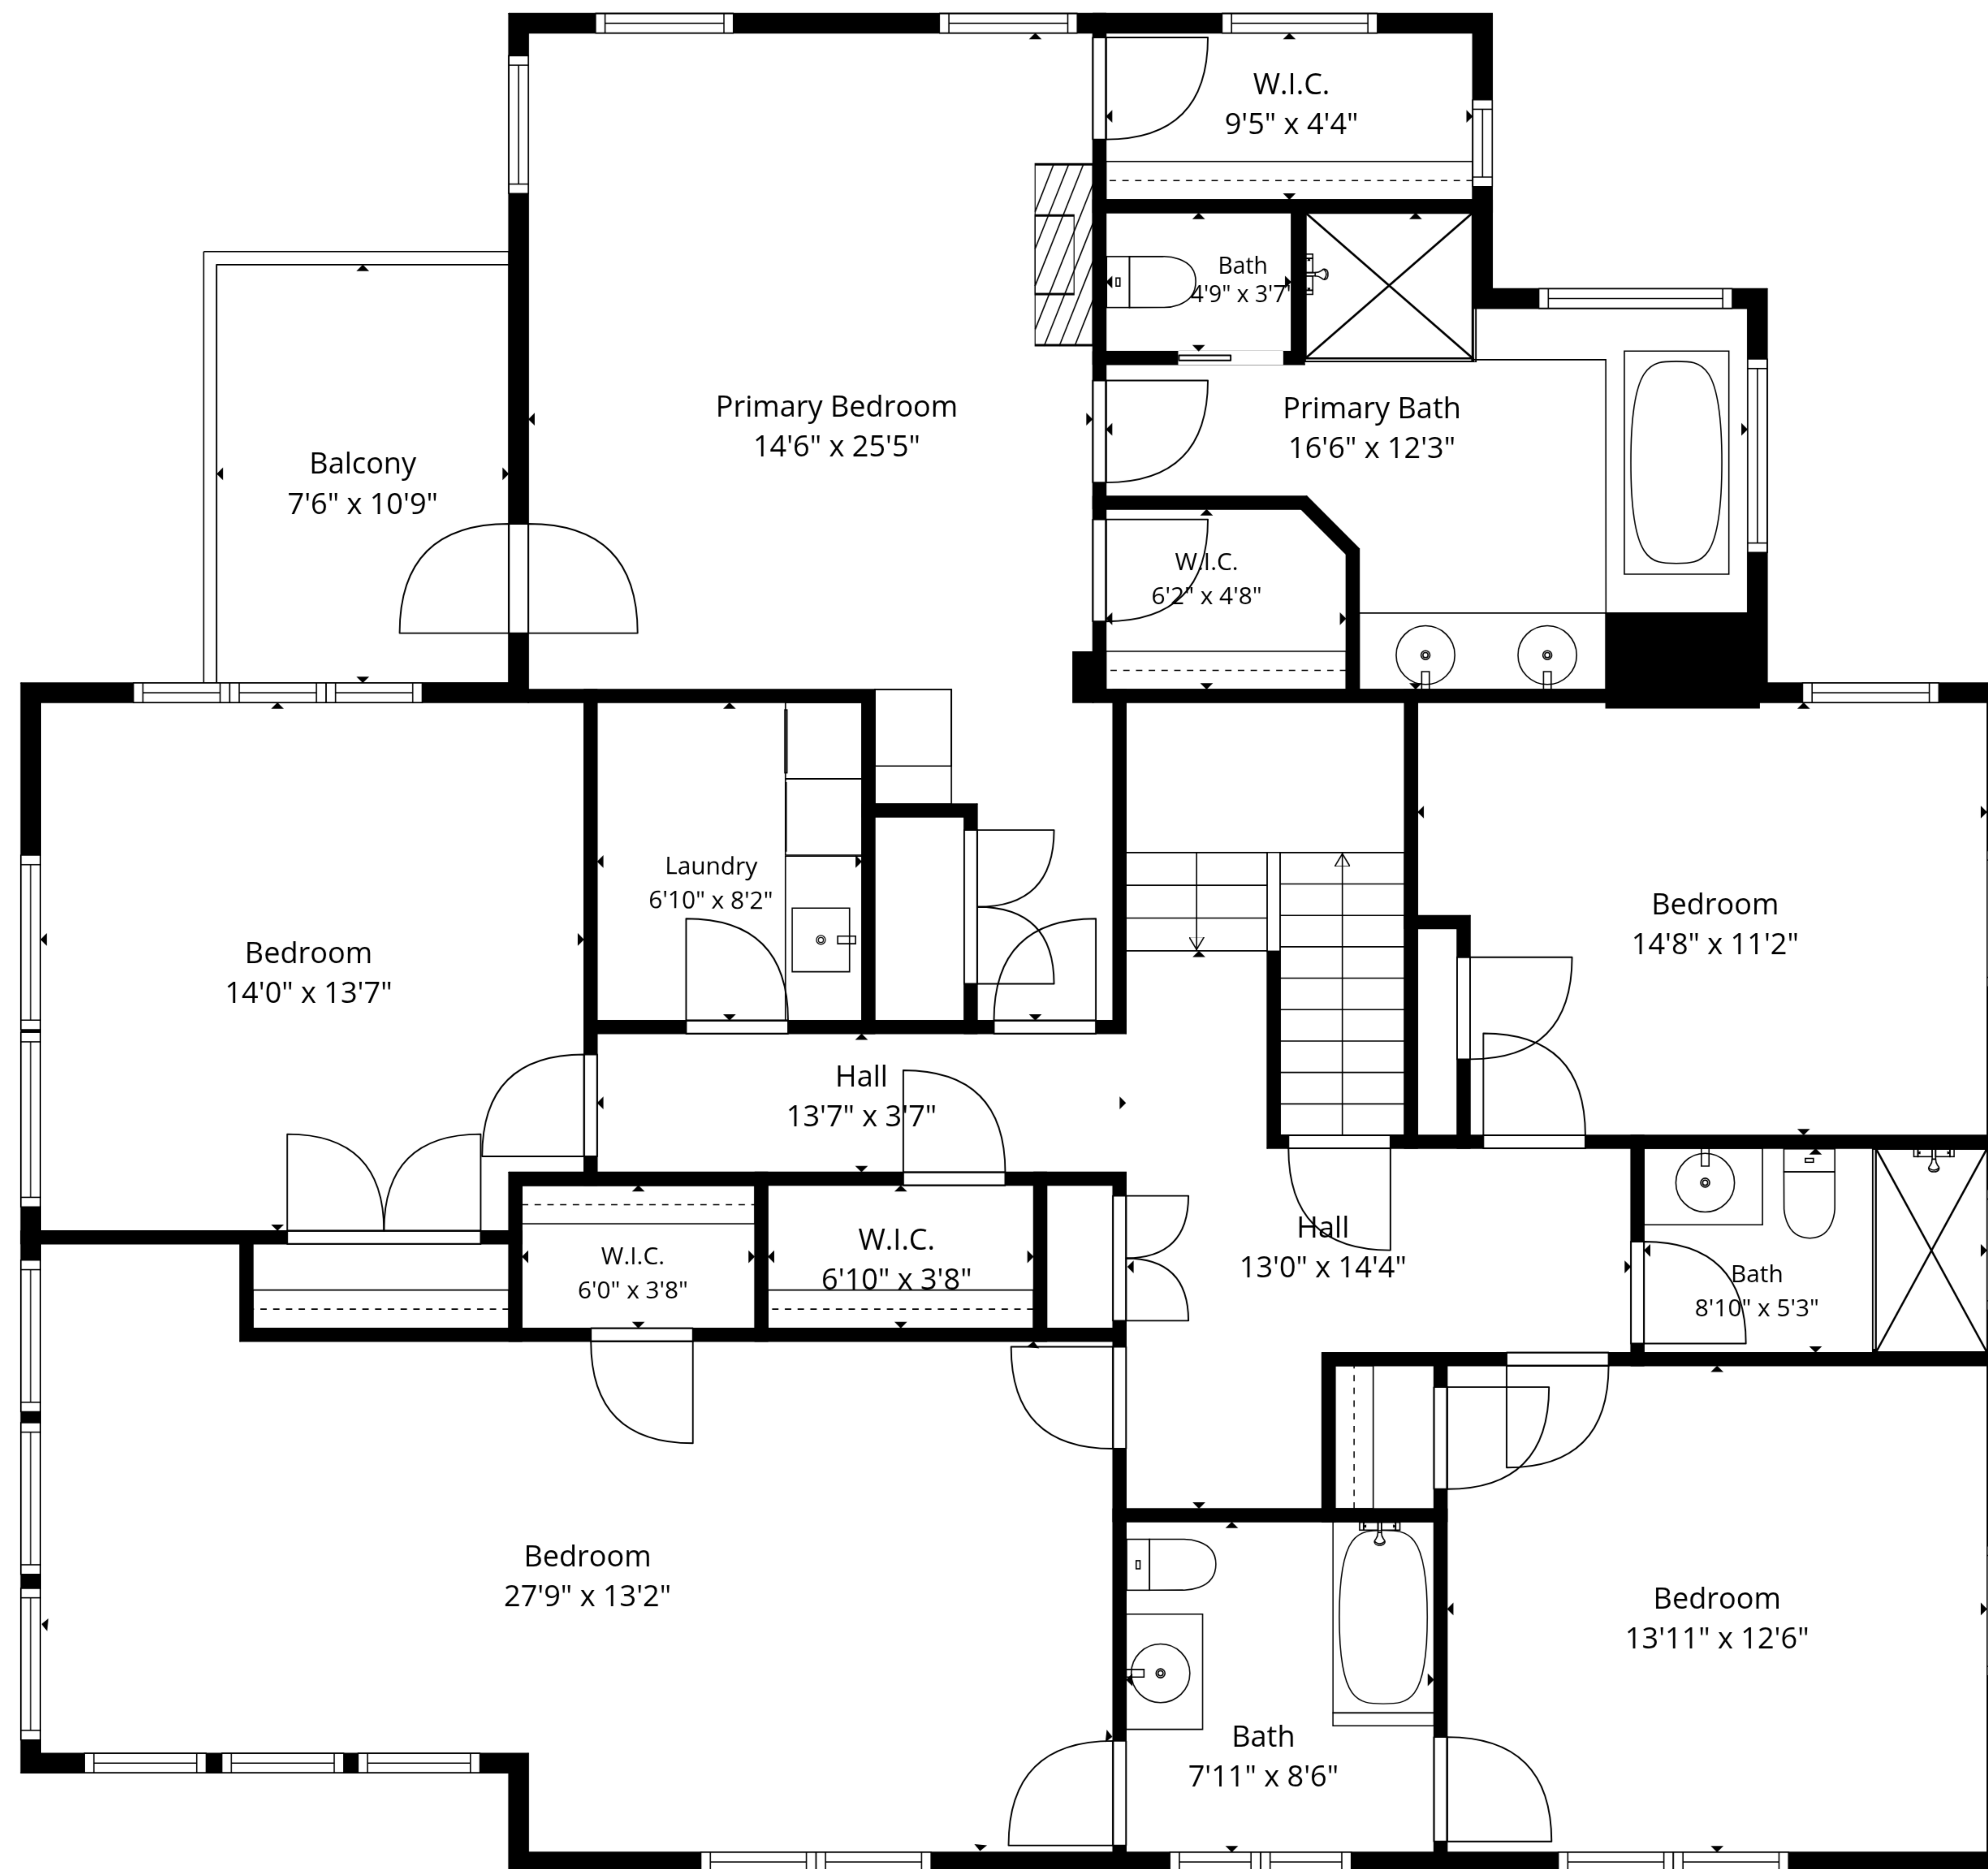 W.I.C.
9'5" x 4'4"
Bath
4'9" x 3'7"
Primary Bedroom
14'6" x 25'5"
Primary Bath
16'6" x 12'3"
Balcony
7'6" x 10'9"
W.I.C.
6'2" x 4'8"
Laundry
6'10" x 8'2"
Bedroom
14'8" x 11'2"
Bedroom
14'0" x 13'7"
Hall
13'7" x 3'7"
W.I.C.
6'0" x 3'8"
W.I.C.
6'10" x 3'8"
Hall
13'0" x 14'4"
Bath
8'10" x 5'3"
Bedroom
27'9" x 13'2"
Bedroom
13'11" x 12'6"
Bath
7'11" x 8'6"